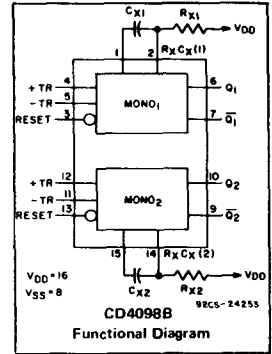 CX1 RX1 VDD
1 2 RXCX(1)
+TR 4 MONO1 6 Q1
-TR 5 7 Q1
RESET 3
+TR 12 MONO2 10 Q2
-TR 11 9 Q2
RESET 13
15 14 RXCX(2)
VDD=16
VSS=8
CX2 RX2 VDD
92CS-24255
CD4098B
Functional Diagram